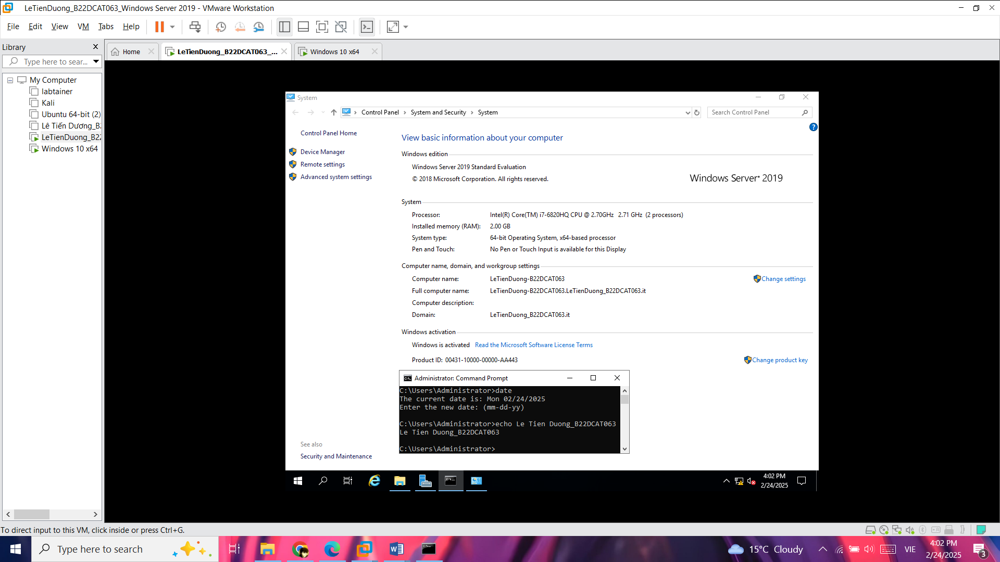 LeTienDuong_B22DCAT063_Windows Server 2019 - VMware Workstation
File Edit View VM Tabs Help
Library
Type here to sear...
My Computer
labtainer
Kali
Ubuntu 64-bit (2)
Lê Tiến Dương_B
LeTienDuong_B22
Windows 10 x64
Home
LeTienDuong_B22DCAT063_...
Windows 10 x64
System
Control Panel > System and Security > System
Search Control Panel
Control Panel Home
Device Manager
Remote settings
Advanced system settings
View basic information about your computer
Windows edition
Windows Server 2019 Standard Evaluation
© 2018 Microsoft Corporation. All rights reserved.
Windows Server® 2019
System
Processor: Intel(R) Core(TM) i7-6820HQ CPU @ 2.70GHz 2.71 GHz (2 processors)
Installed memory (RAM): 2.00 GB
System type: 64-bit Operating System, x64-based processor
Pen and Touch: No Pen or Touch Input is available for this Display
Computer name, domain, and workgroup settings
Computer name: LeTienDuong-B22DCAT063
Change settings
Full computer name: LeTienDuong-B22DCAT063.LeTienDuong_B22DCAT063.it
Computer description:
Domain: LeTienDuong_B22DCAT063.it
Windows activation
Windows is activated Read the Microsoft Software License Terms
Product ID: 00431-10000-00000-AA443
Change product key
Administrator: Command Prompt
C:\Users\Administrator>date
The current date is: Mon 02/24/2025
Enter the new date: (mm-dd-yy)
C:\Users\Administrator>echo Le Tien Duong_B22DCAT063
Le Tien Duong_B22DCAT063
C:\Users\Administrator>
See also
Security and Maintenance
4:02 PM
2/24/2025
To direct input to this VM, click inside or press Ctrl+G.
Type here to search
15°C Cloudy
VIE
4:02 PM
2/24/2025
3